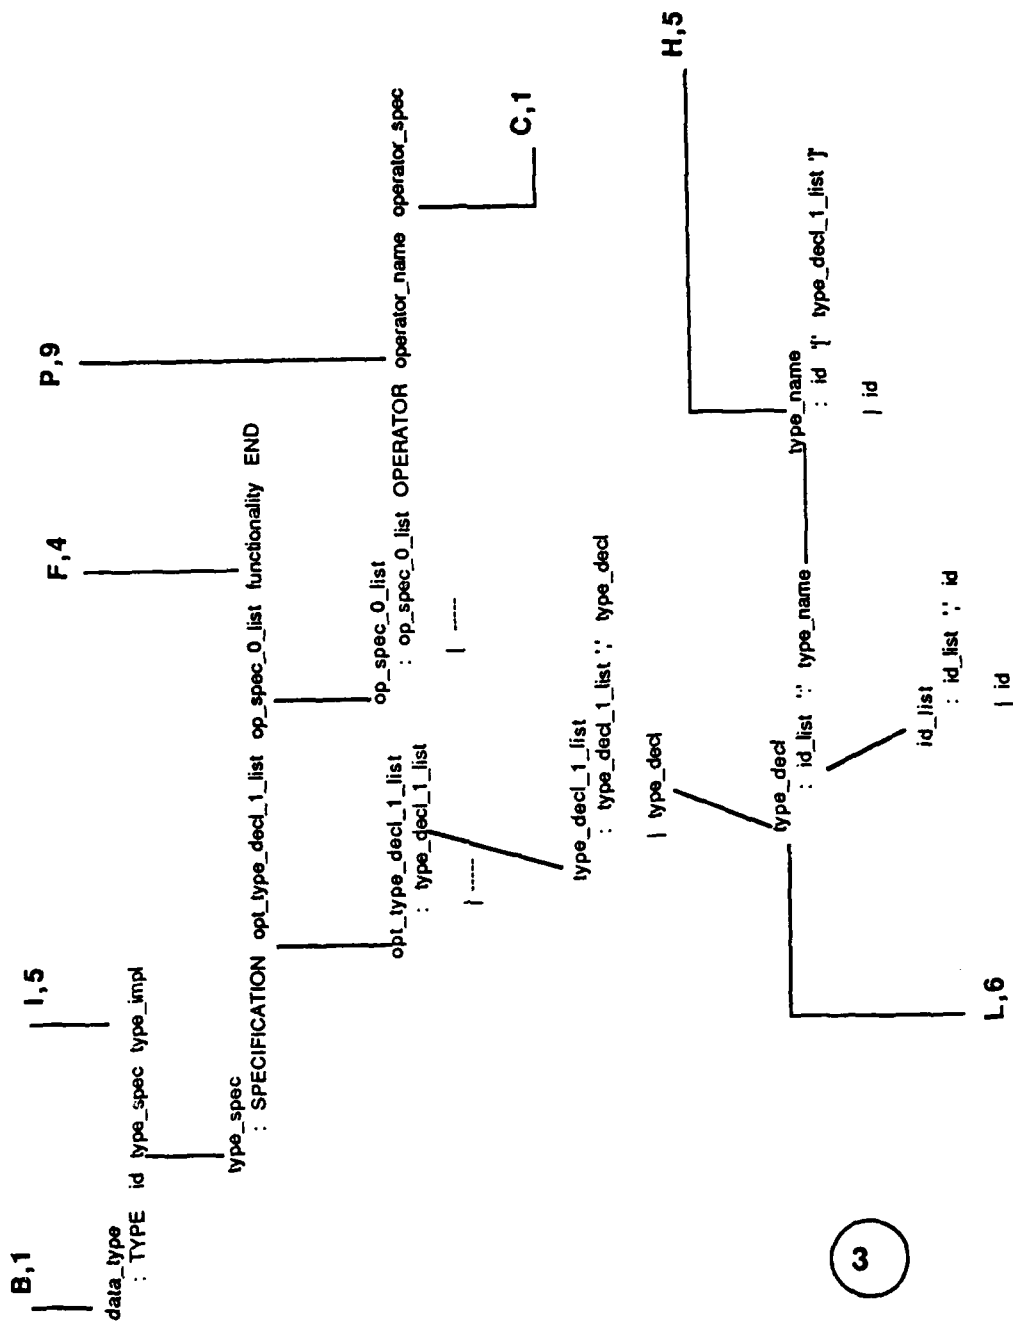 B,1
I,5
F,4
P,9
data_type
: TYPE id type_spec type_impl
type_spec
: SPECIFICATION opt_type_decl_1_list op_spec_0_list functionality END
opt_type_decl_1_list
: type_decl_1_list
| -----
op_spec_0_list
: op_spec_0_list OPERATOR operator_name operator_spec
| -----
C,1
type_decl_1_list
: type_decl_1_list ',' type_decl
| type_decl
H,5
type_decl
: id_list ':' type_name
type_name
: id '[' type_decl_1_list ']'
| id
id_list
: id_list ',' id
| id
L,6
3